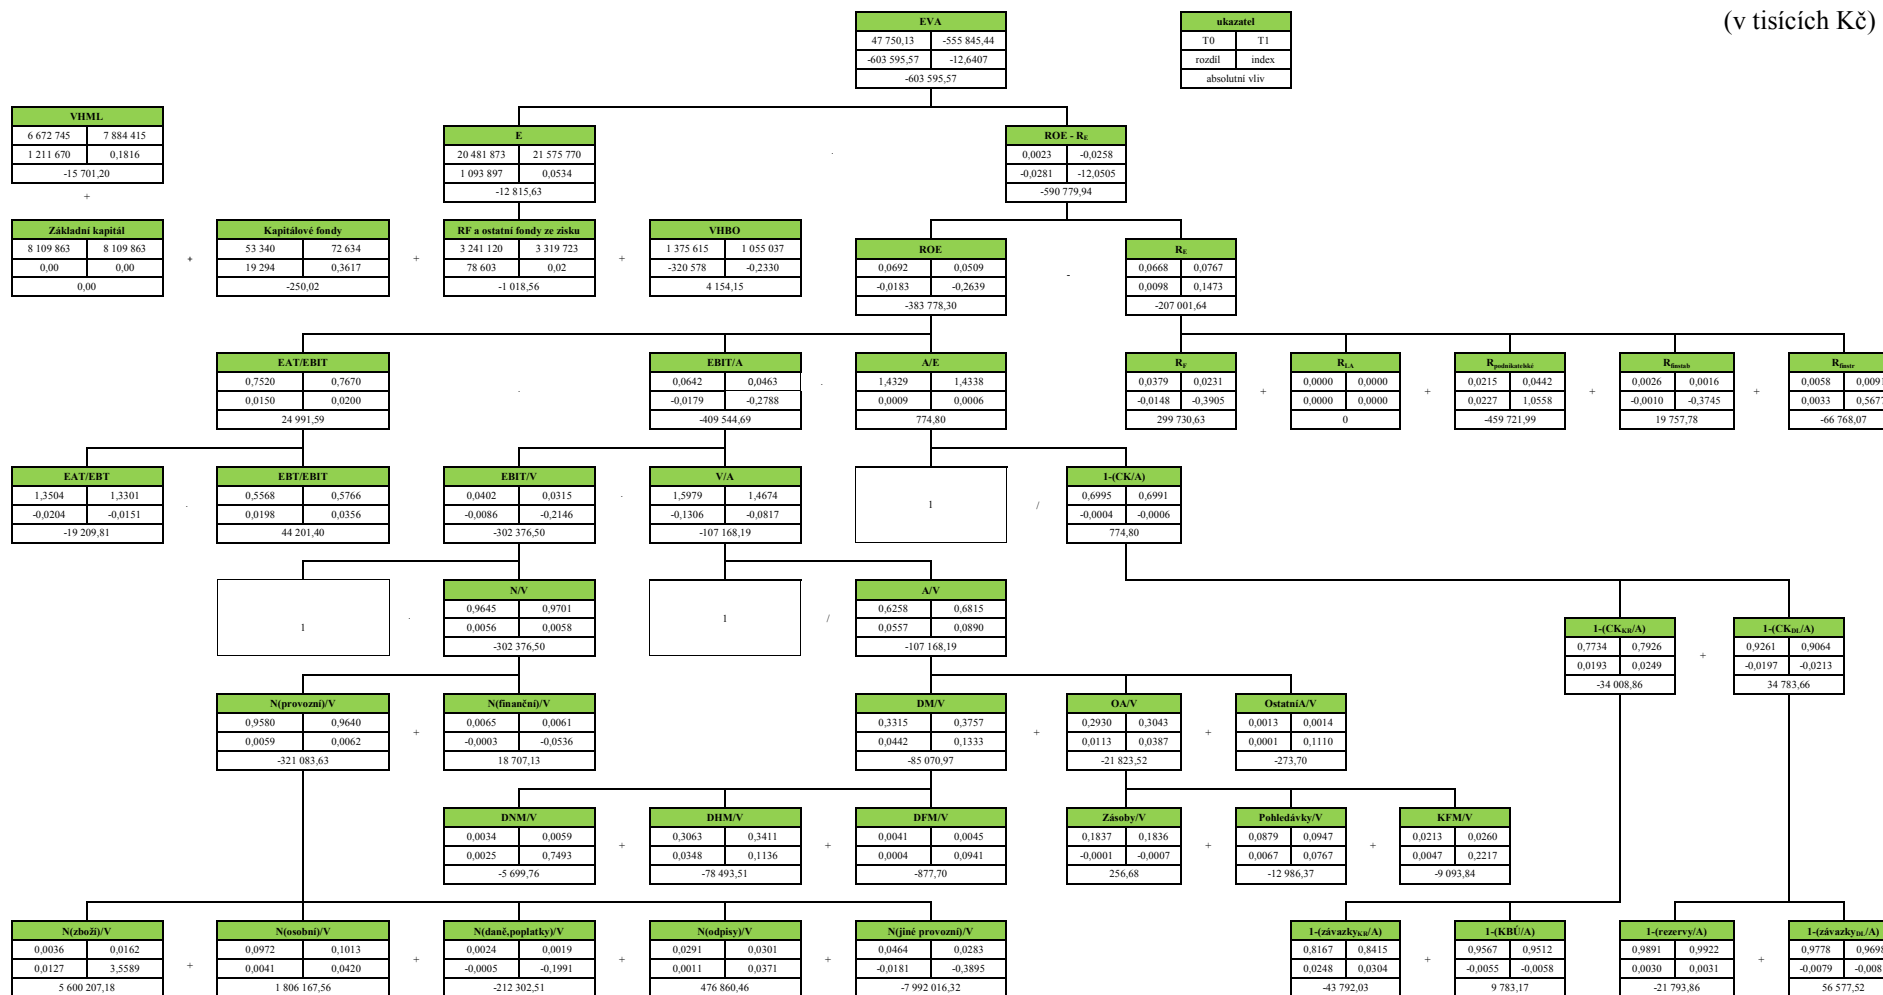 (v tisících Kč)
EVA
47 750,13 -555 845,44
-603 595,57 -12,6407
-603 595,57
ukazatel
T0 T1
rozdíl index
absolutní vliv
VHML
6 672 745 7 884 415
1 211 670 0,1816
-15 701,20
+
E
20 481 873 21 575 770
1 093 897 0,0534
-12 815,63
.
ROE - RE
0,0023 -0,0258
-0,0281 -12,0505
-590 779,94
Základní kapitál
8 109 863 8 109 863
0,00 0,00
0,00
+
Kapitálové fondy
53 340 72 634
19 294 0,3617
-250,02
+
RF a ostatní fondy ze zisku
3 241 120 3 319 723
78 603 0,02
-1 018,56
+
VHBO
1 375 615 1 055 037
-320 578 -0,2330
4 154,15
ROE
0,0692 0,0509
-0,0183 -0,2639
-383 778,30
-
RE
0,0668 0,0767
0,0098 0,1473
-207 001,64
EAT/EBIT
0,7520 0,7670
0,0150 0,0200
24 991,59
.
EBIT/A
0,0642 0,0463
-0,0179 -0,2788
-409 544,69
.
A/E
1,4329 1,4338
0,0009 0,0006
774,80
RF
0,0379 0,0231
-0,0148 -0,3905
299 730,63
+
RLA
0,0000 0,0000
0,0000 0,0000
0
+
Rpodnikatelské
0,0215 0,0442
0,0227 1,0558
-459 721,99
+
Rfinstab
0,0026 0,0016
-0,0010 -0,3745
19 757,78
+
Rfinstr
0,0058 0,0091
0,0033 0,5677
-66 768,07
EAT/EBT
1,3504 1,3301
-0,0204 -0,0151
-19 209,81
.
EBT/EBIT
0,5568 0,5766
0,0198 0,0356
44 201,40
EBIT/V
0,0402 0,0315
-0,0086 -0,2146
-302 376,50
.
V/A
1,5979 1,4674
-0,1306 -0,0817
-107 168,19
1
/
1-(CK/A)
0,6995 0,6991
-0,0004 -0,0006
774,80
1
.
N/V
0,9645 0,9701
0,0056 0,0058
-302 376,50
1
/
A/V
0,6258 0,6815
0,0557 0,0890
-107 168,19
1-(CKKR/A)
0,7734 0,7926
0,0193 0,0249
-34 008,86
+
1-(CKDL/A)
0,9261 0,9064
-0,0197 -0,0213
34 783,66
N(provozní)/V
0,9580 0,9640
0,0059 0,0062
-321 083,63
+
N(finanční)/V
0,0065 0,0061
-0,0003 -0,0536
18 707,13
DM/V
0,3315 0,3757
0,0442 0,1333
-85 070,97
+
OA/V
0,2930 0,3043
0,0113 0,0387
-21 823,52
+
OstatníA/V
0,0013 0,0014
0,0001 0,1110
-273,70
DNM/V
0,0034 0,0059
0,0025 0,7493
-5 699,76
+
DHM/V
0,3063 0,3411
0,0348 0,1136
-78 493,51
+
DFM/V
0,0041 0,0045
0,0004 0,0941
-877,70
Zásoby/V
0,1837 0,1836
-0,0001 -0,0007
256,68
+
Pohledávky/V
0,0879 0,0947
0,0067 0,0767
-12 986,37
+
KFM/V
0,0213 0,0260
0,0047 0,2217
-9 093,84
N(zboží)/V
0,0036 0,0162
0,0127 3,5589
5 600 207,18
+
N(osobní)/V
0,0972 0,1013
0,0041 0,0420
1 806 167,56
+
N(daně,poplatky)/V
0,0024 0,0019
-0,0005 -0,1991
-212 302,51
+
N(odpisy)/V
0,0291 0,0301
0,0011 0,0371
476 860,46
+
N(jiné provozní)/V
0,0464 0,0283
-0,0181 -0,3895
-7 992 016,32
1-(závazkyKR/A)
0,8167 0,8415
0,0248 0,0304
-43 792,03
+
1-(KBÚ/A)
0,9567 0,9512
-0,0055 -0,0058
9 783,17
1-(rezervy/A)
0,9891 0,9922
0,0030 0,0031
-21 793,86
+
1-(závazkyDL/A)
0,9778 0,9698
-0,0079 -0,008
56 577,52